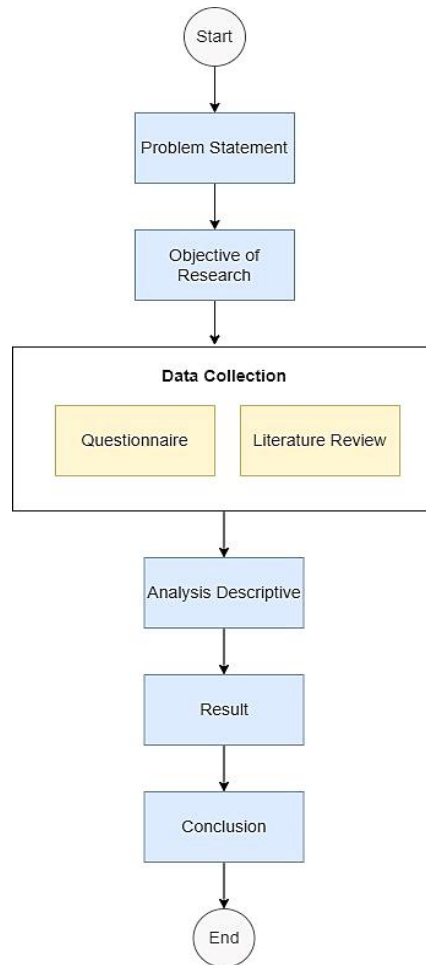 Start
Problem Statement
Objective of
Research
Data Collection
Questionnaire
Literature Review
Analysis Descriptive
Result
Conclusion
End